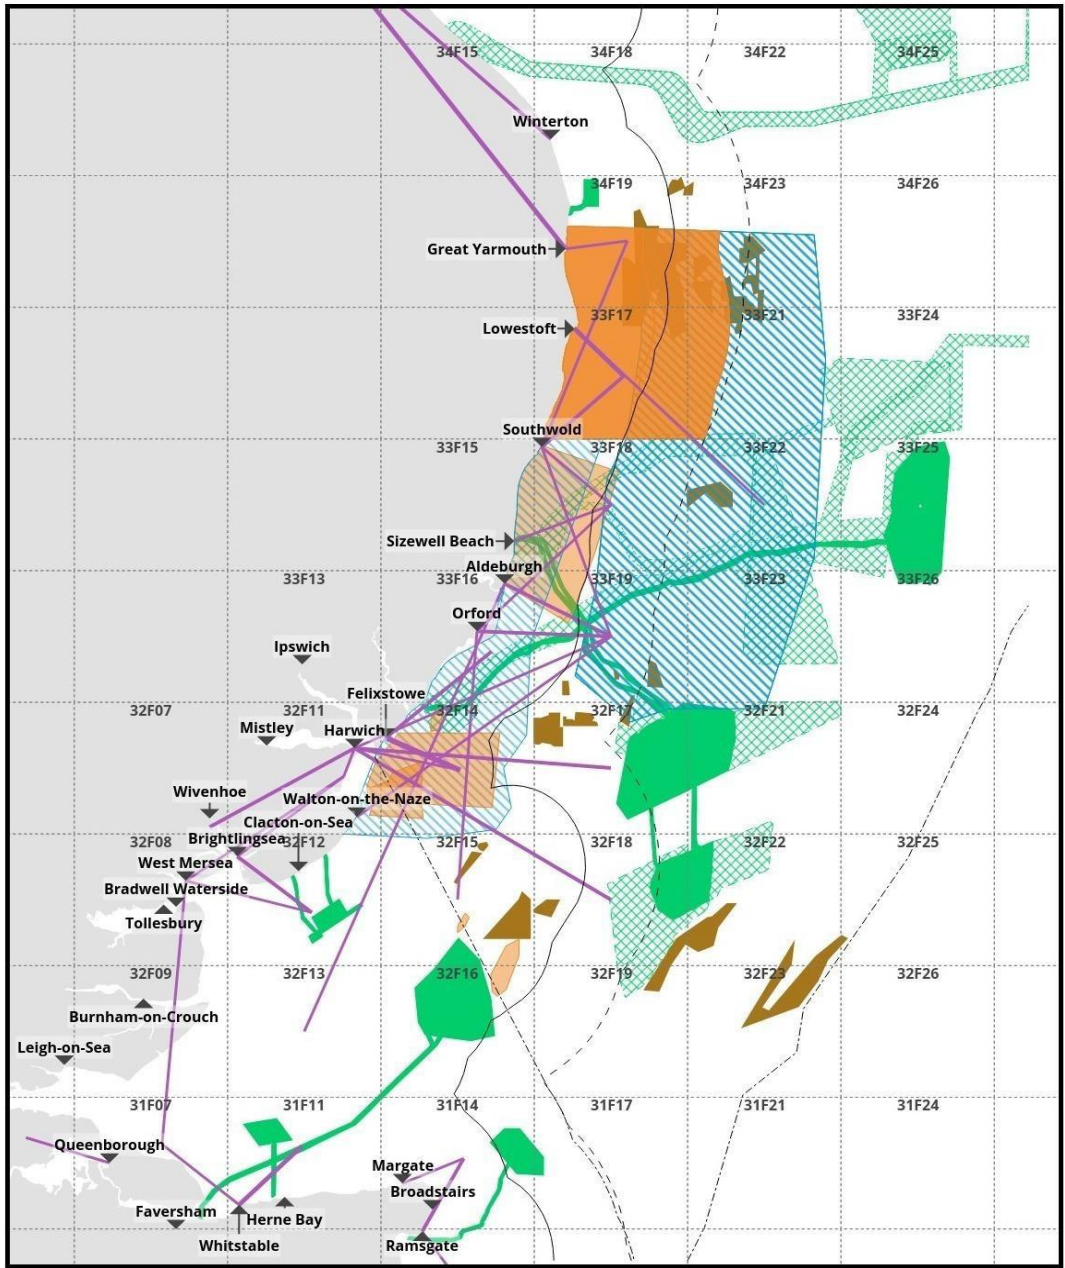 34F15 34F18 34F22 34F25
Winterton
34F19 34F23 34F26
Great Yarmouth
33F17 33F21 33F24
Lowestoft
Southwold
33F15 33F18 33F22 33F25
Sizewell Beach
Aldeburgh
33F13 33F16 33F19 33F23 33F26
Orford
Ipswich
Felixstowe
32F07 32F11 32F14 32F17 32F21 32F24
Mistley
Harwich
Wivenhoe
Walton-on-the-Naze
Clacton-on-Sea
32F08 Brightlingsea 32F12 32F15 32F18 32F22 32F25
West Mersea
Bradwell Waterside
Tollesbury
32F09 32F13 32F16 32F19 32F23 32F26
Burnham-on-Crouch
Leigh-on-Sea
31F07 31F11 31F14 31F17 31F21 31F24
Queenborough
Margate
Broadstairs
Faversham
Herne Bay
Whitstable
Ramsgate